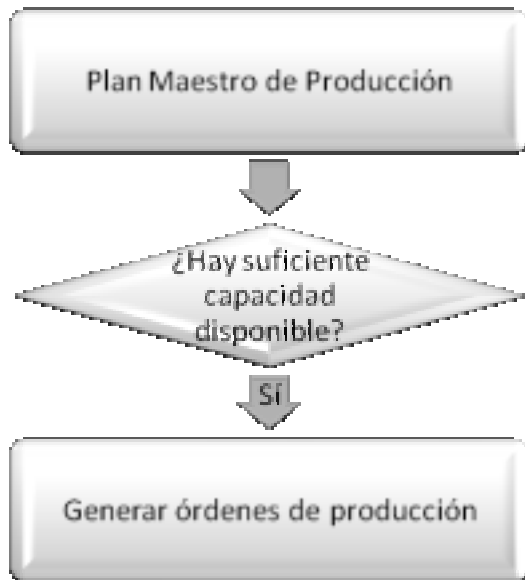 Plan Maestro de Producción
¿Hay suficiente
capacidad
disponible?
Sí
Generar órdenes de producción